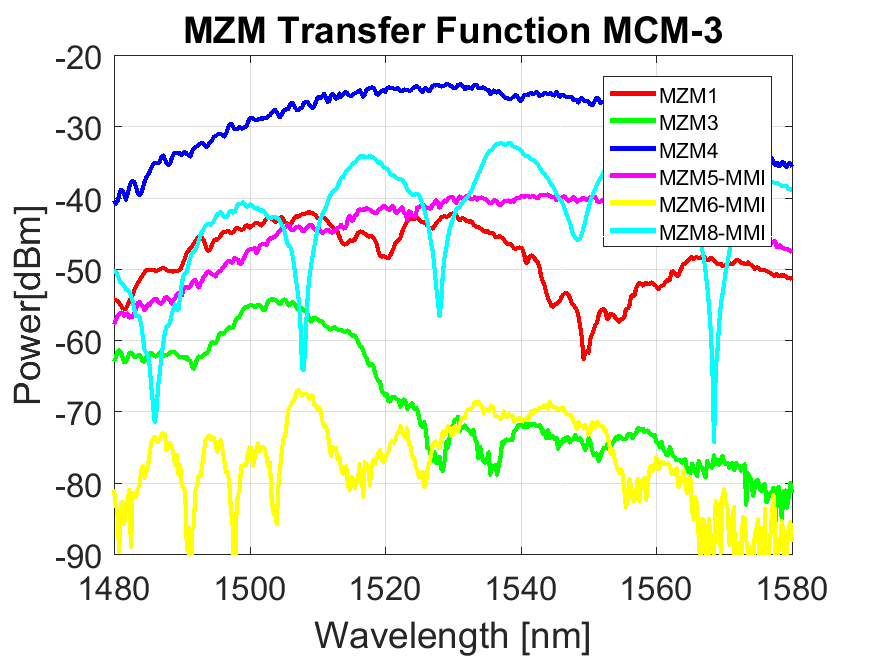 MZM Transfer Function MCM-3
-20
-30
-40
-50
-60
-70
-80
-90
Power[dBm]
MZM1
MZM3
MZM4
MZM5-MMI
MZM6-MMI
MZM8-MMI
1480 1500 1520 1540 1560 1580
Wavelength [nm]